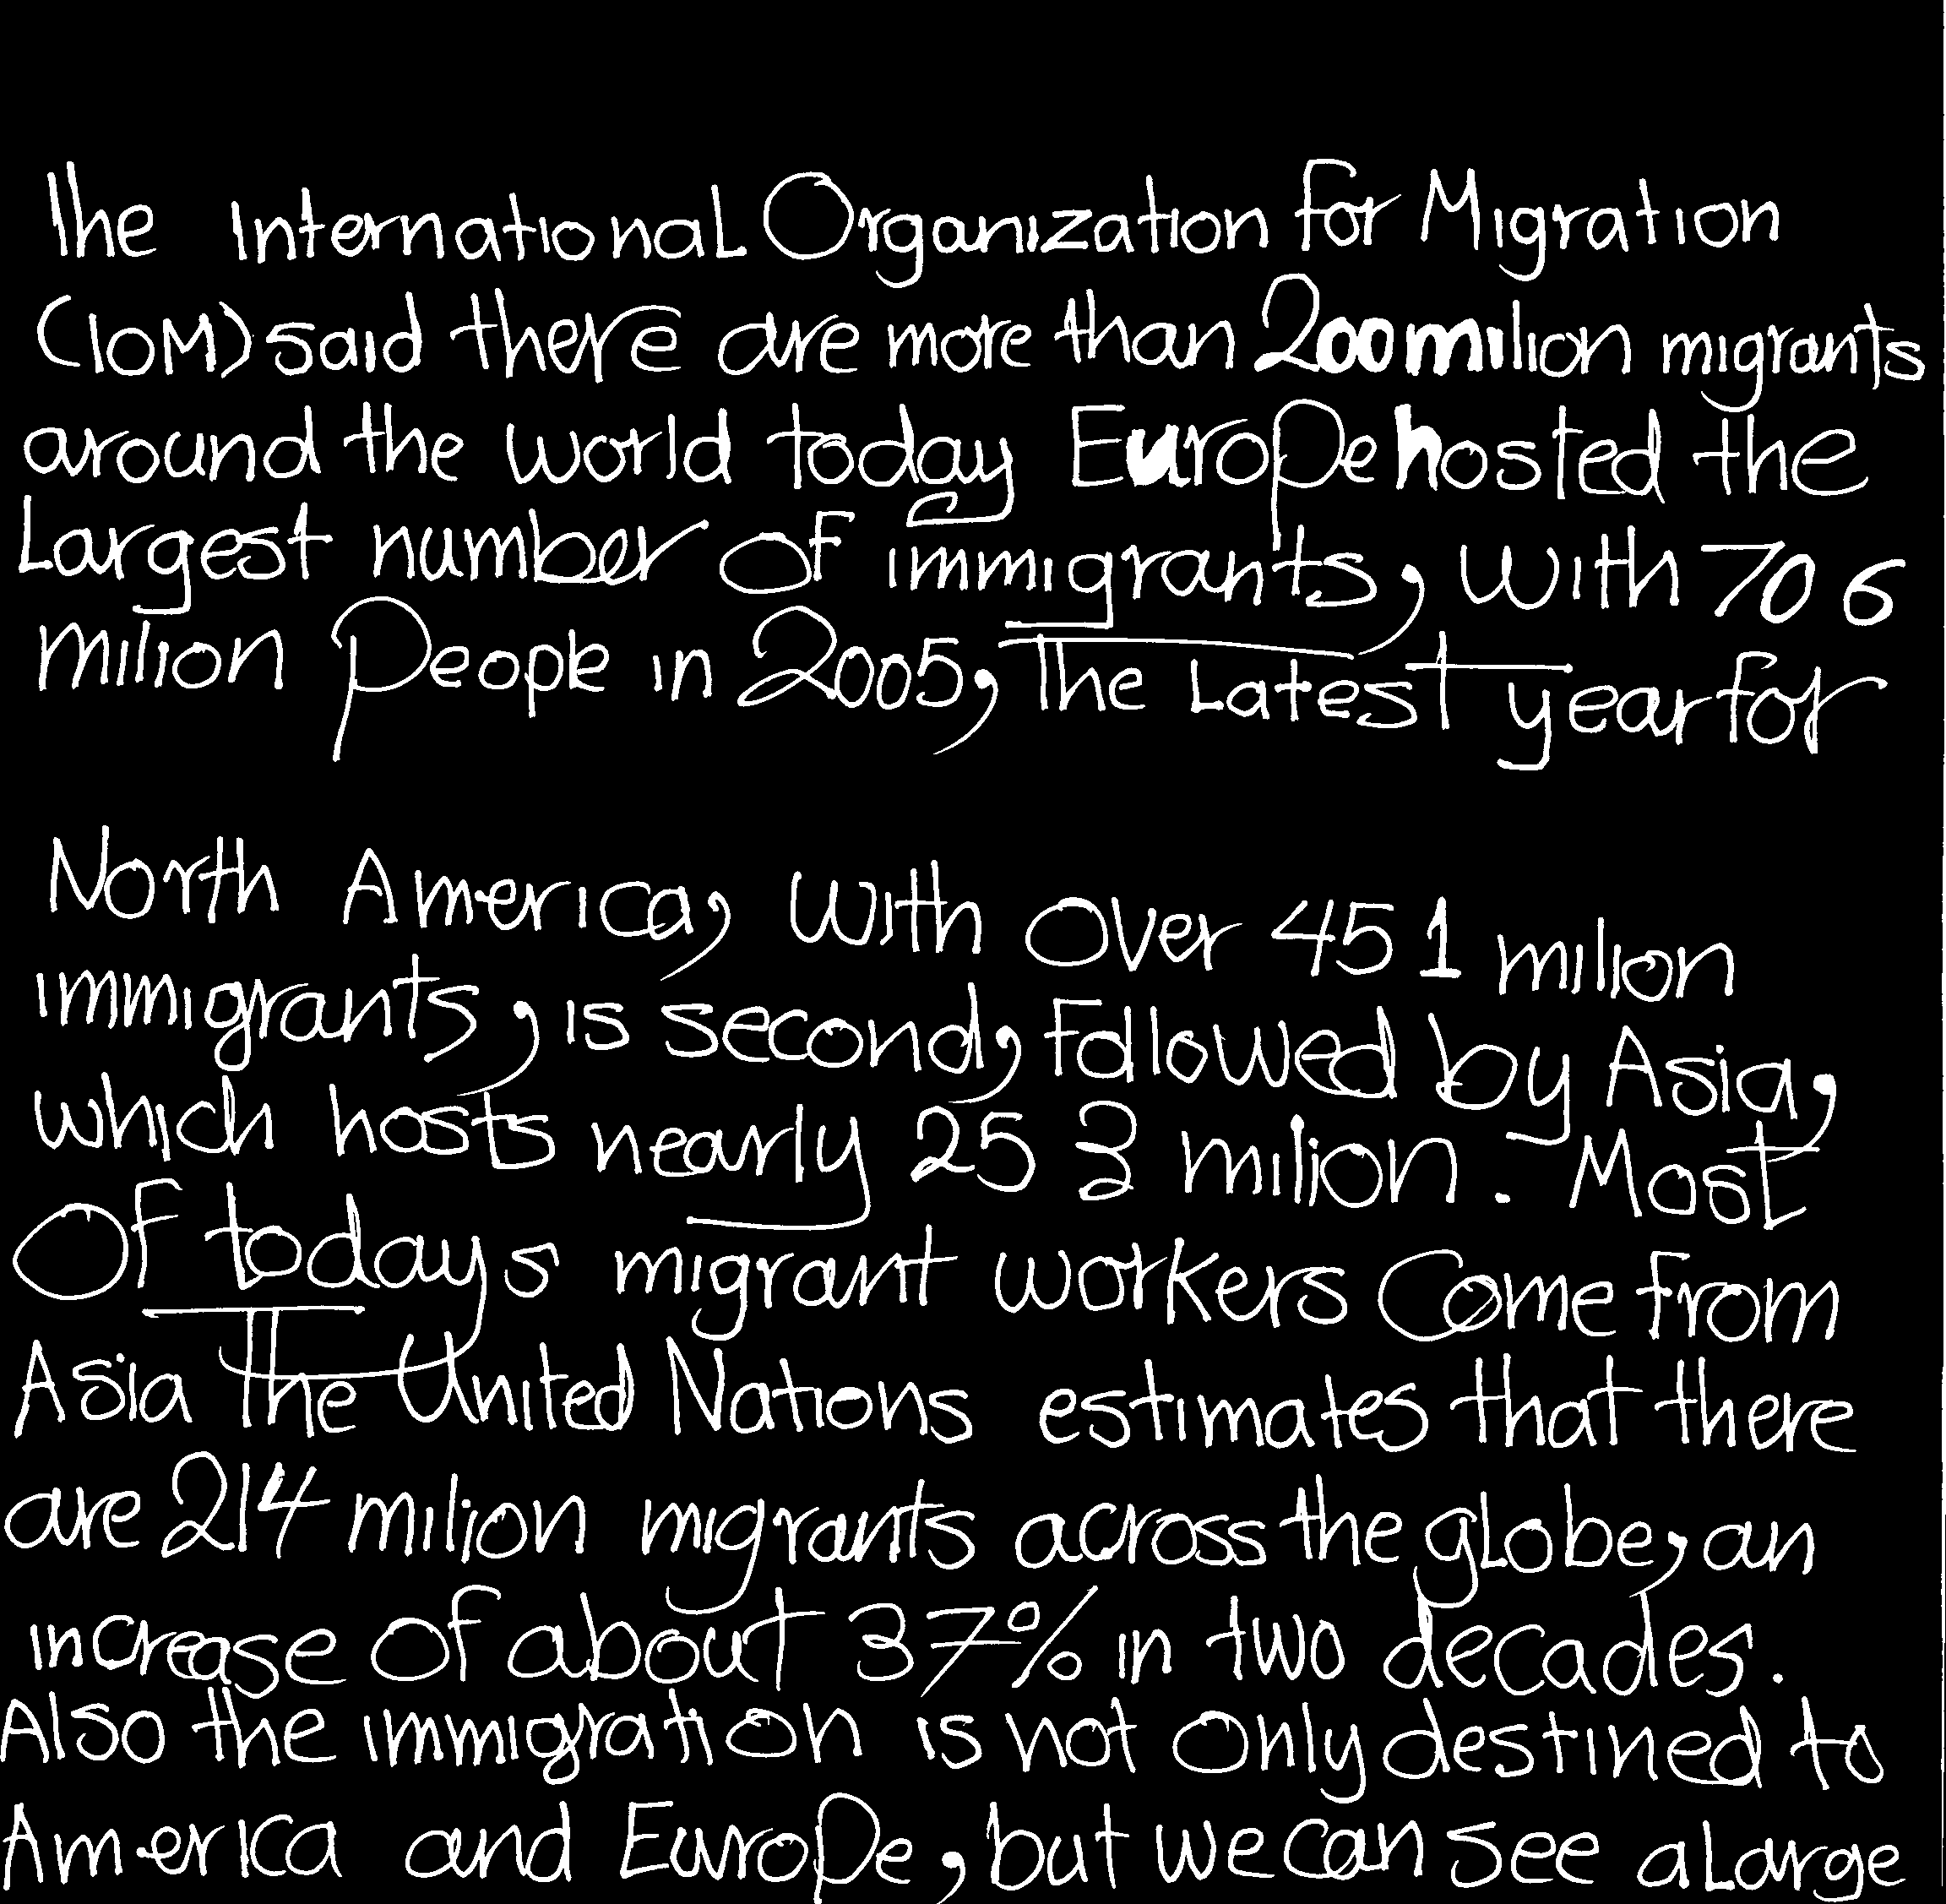 The International Organization for Migration
(IOM) said there are more than 200 milion migrants
around the world today Europe hosted the
Largest number of immigrants, with 70 6
milion People in 2005, The Latest year for
North America, with over 45 1 milion
immigrants, is second, followed by Asia,
which hosts nearly 25 3 milion. Most
of todays migrant workers come from
Asia The United Nations estimates that there
are 214 milion migrants across the globe, an
increase of about 37% in two decades.
Also the immigration is not only destined to
America and Europe, but we can see a Large